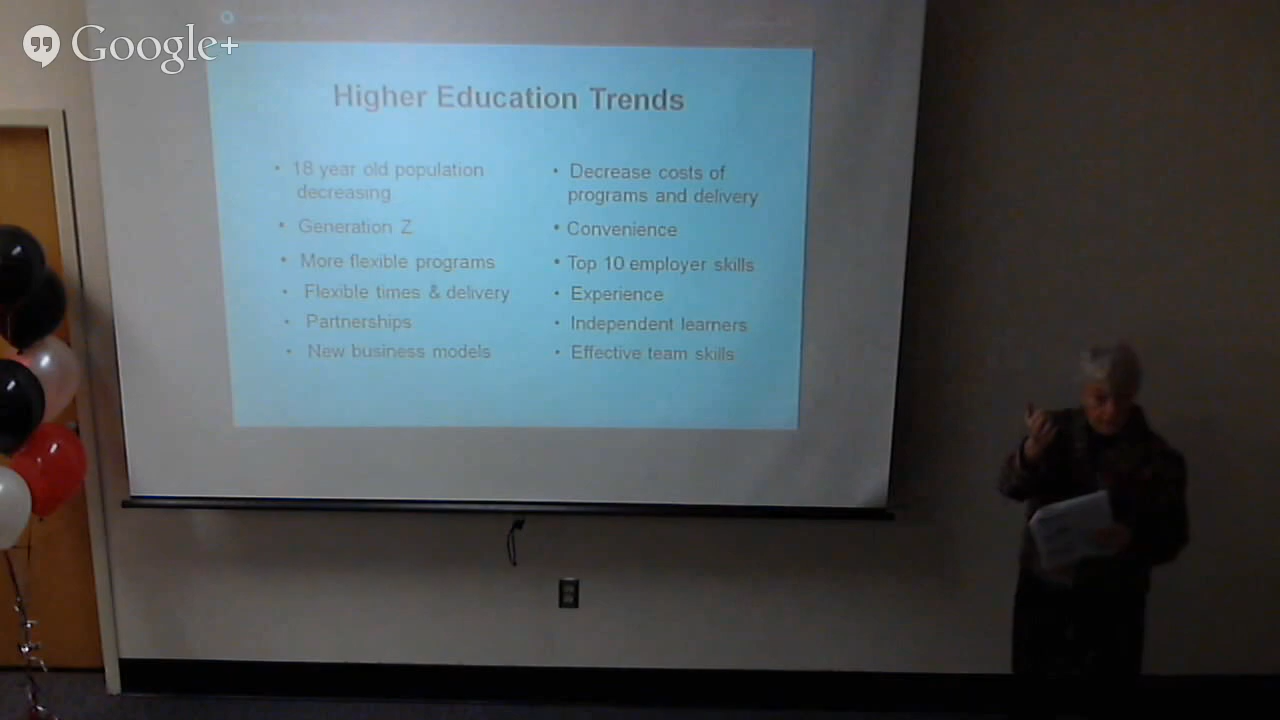 Google+
Higher Education Trends
• 18 year old population
decreasing
• Generation Z
• More flexible programs
• Flexible times & delivery
• Partnerships
• New business models
• Decrease costs of
programs and delivery
• Convenience
• Top 10 employer skills
• Experience
• Independent learners
• Effective team skills